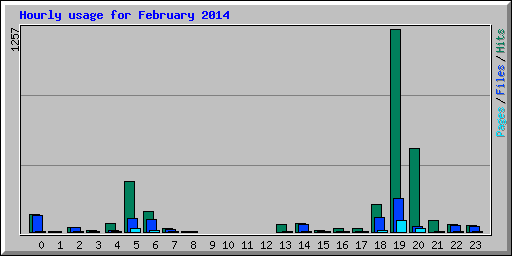 Hourly usage for February 2014
1257
Pages/Files/Hits
0 1 2 3 4 5 6 7 8 9 10 11 12 13 14 15 16 17 18 19 20 21 22 23